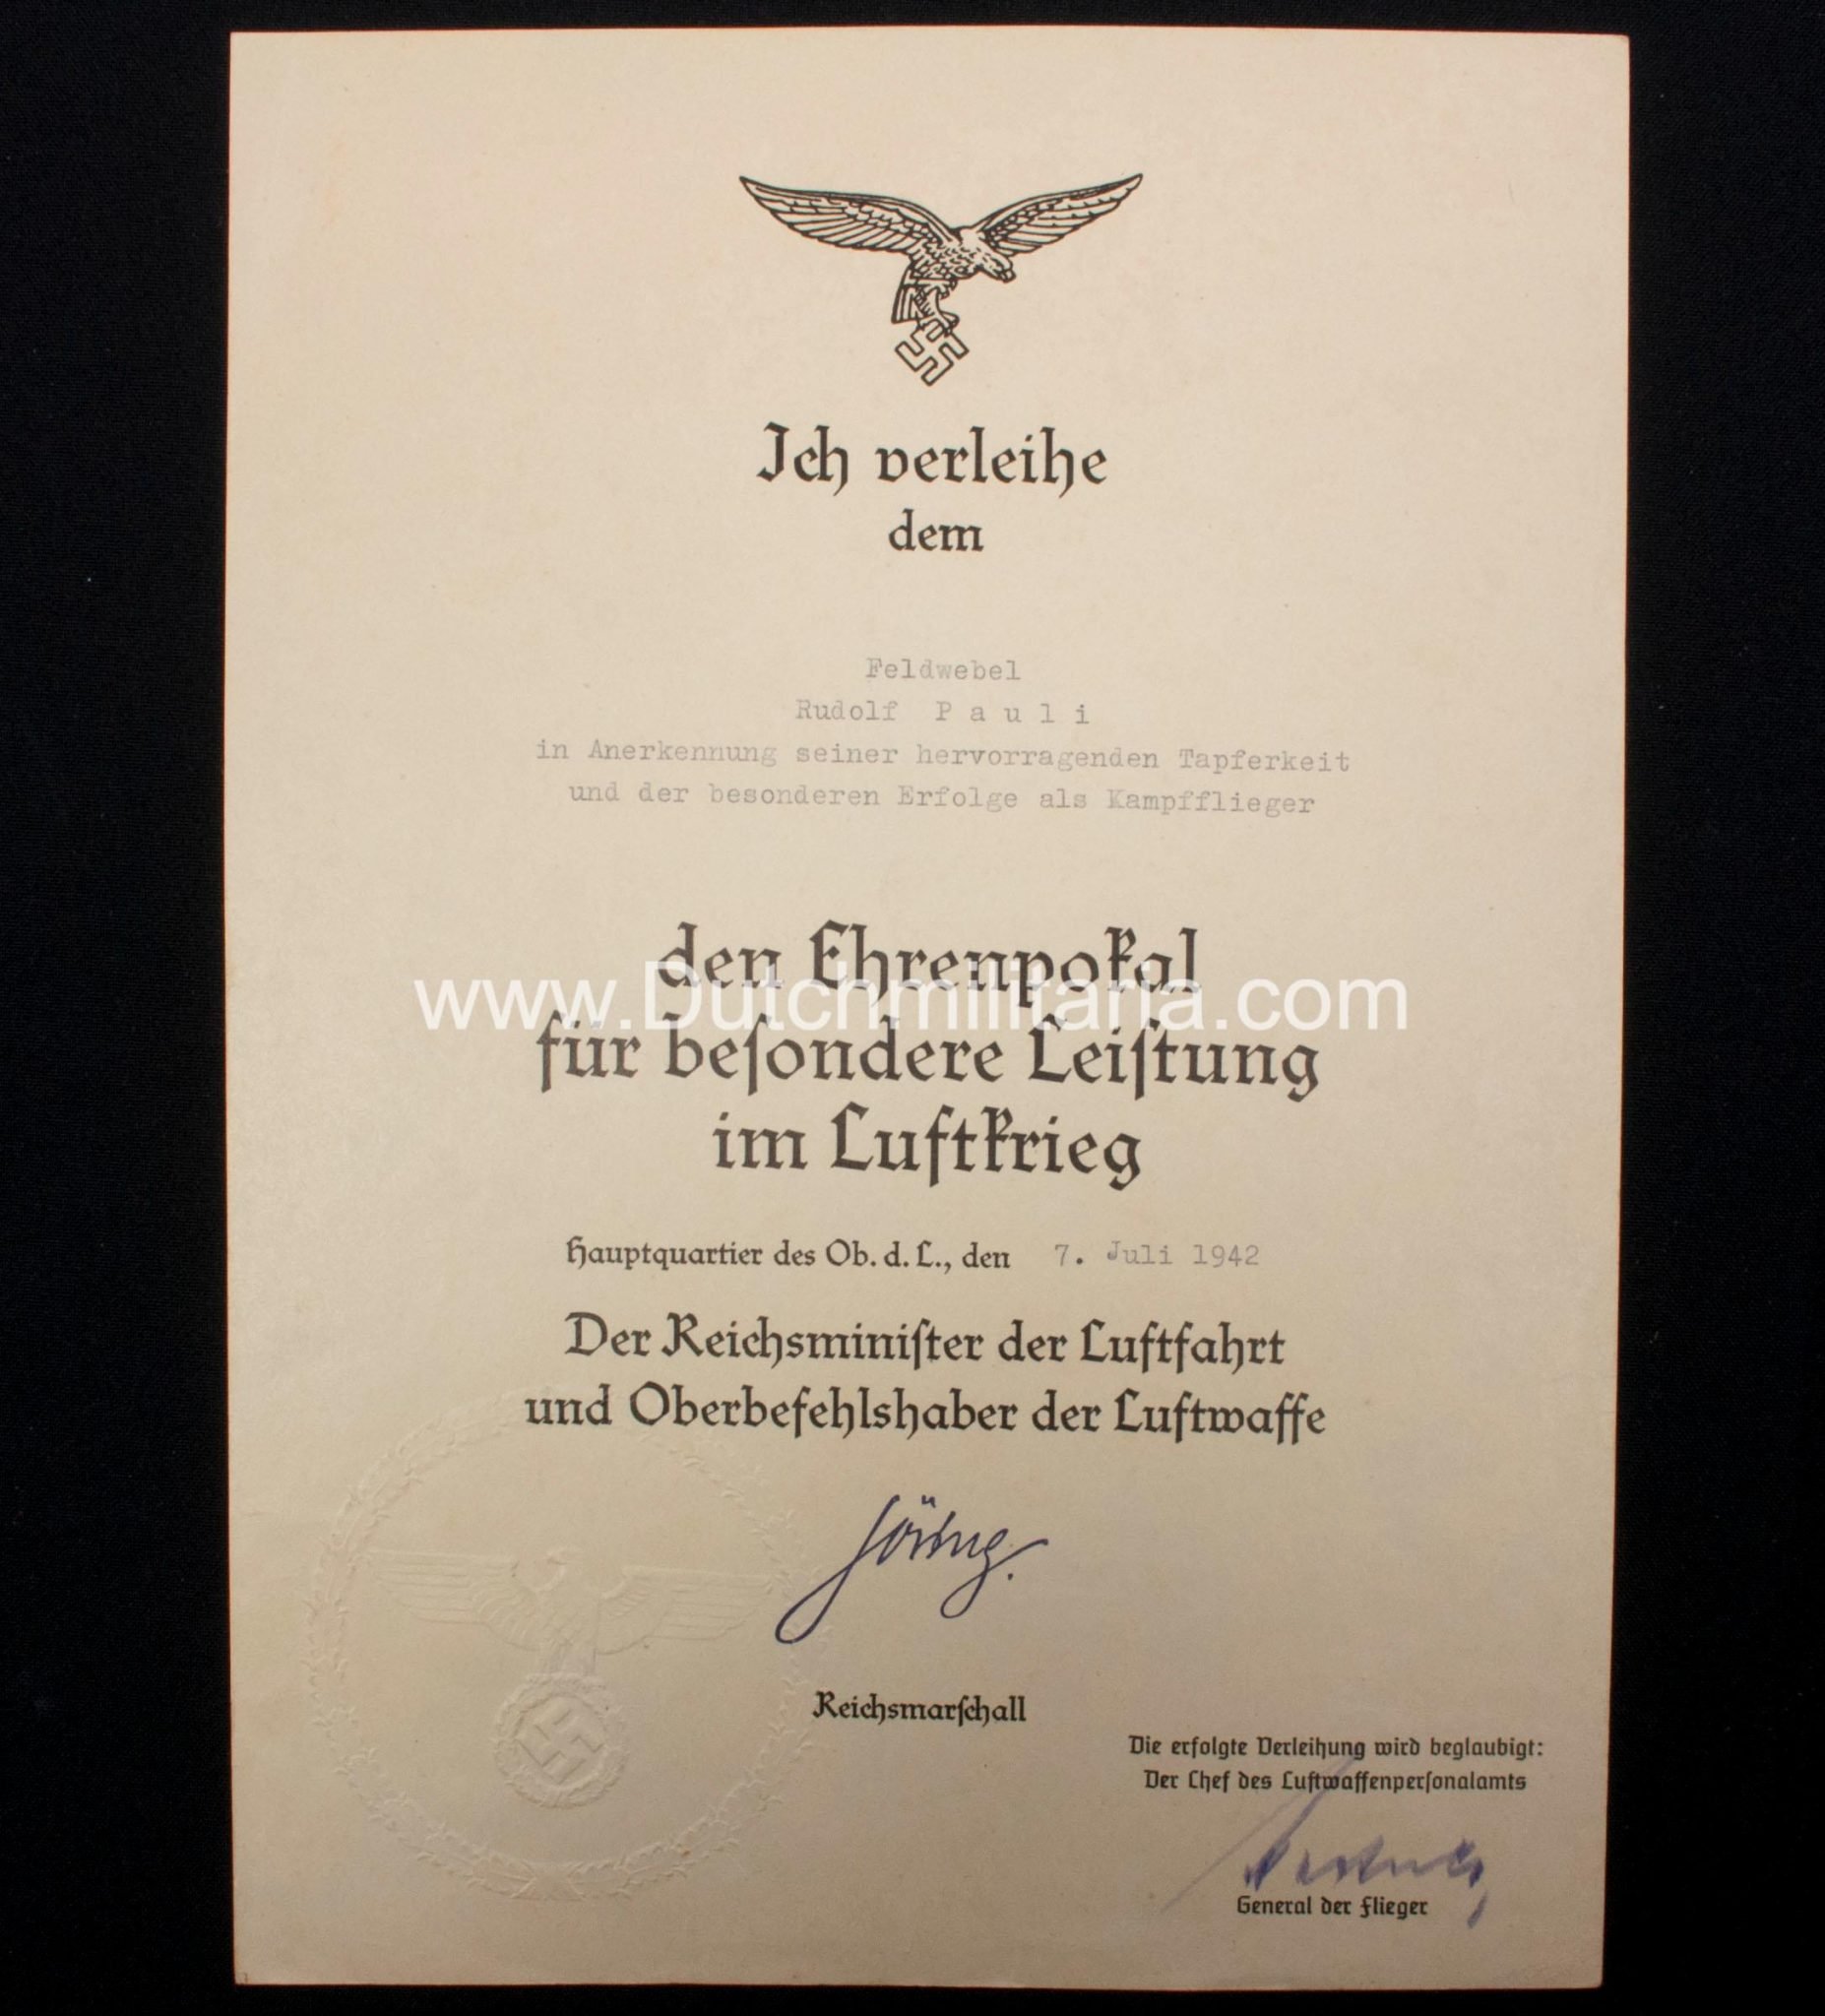 Ich verleihe
dem
Feldwebel
Rudolf P a u l i
in Anerkennung seiner hervorragenden Tapferkeit
und der besonderen Erfolge als Kampfflieger
den Ehrenpokal
www.Dutchmilitaria.com
für beſondere Leiſtung
im Luftkrieg
Hauptquartier des Ob. d. L., den 7. Juli 1942
Der Reichsminiſter der Luftfahrt
und Oberbefehlshaber der Luftwaffe
Göring.
Reichsmarſchall
Die erfolgte Verleihung wird beglaubigt:
Der Chef des Luftwaffenperſonalamts
General der Flieger